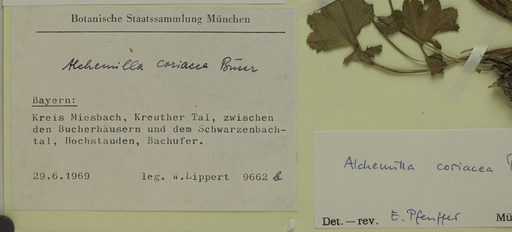 Botanische Staatssammlung München
Alchemilla coriacea Buser
Bayern:
Kreis Miesbach, Kreuther Tal, zwischen
den Bucherhäusern und dem Schwarzenbach-
tal, Hochstauden, Bachufer.
29.6.1969 leg. W.Lippert 9662 b
Alchemilla coriacea
Det. — rev. E. Pfeuffer Mü